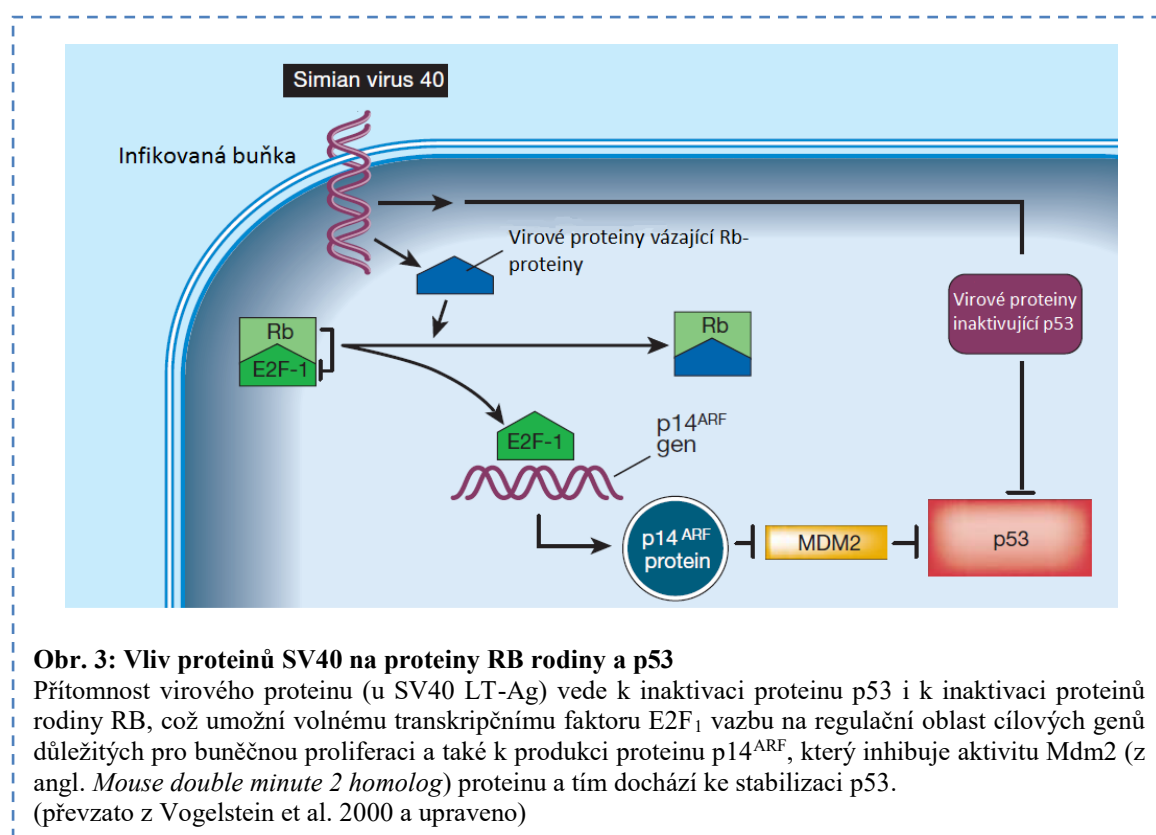 Simian virus 40
Infikovaná buňka
Virové proteiny vázající Rb-
proteiny
Virové proteiny
inaktivující p53
Rb
E2F-1
Rb
E2F-1
p14ARF
gen
p14 ARF
protein
MDM2
p53
Obr. 3: Vliv proteinů SV40 na proteiny RB rodiny a p53
Přítomnost virového proteinu (u SV40 LT-Ag) vede k inaktivaci proteinu p53 i k inaktivaci proteinů
rodiny RB, což umožní volnému transkripčnímu faktoru E2F1 vazbu na regulační oblast cílových genů
důležitých pro buněčnou proliferaci a také k produkci proteinu p14ARF, který inhibuje aktivitu Mdm2 (z
angl. Mouse double minute 2 homolog) proteinu a tím dochází ke stabilizaci p53.
(převzato z Vogelstein et al. 2000 a upraveno)